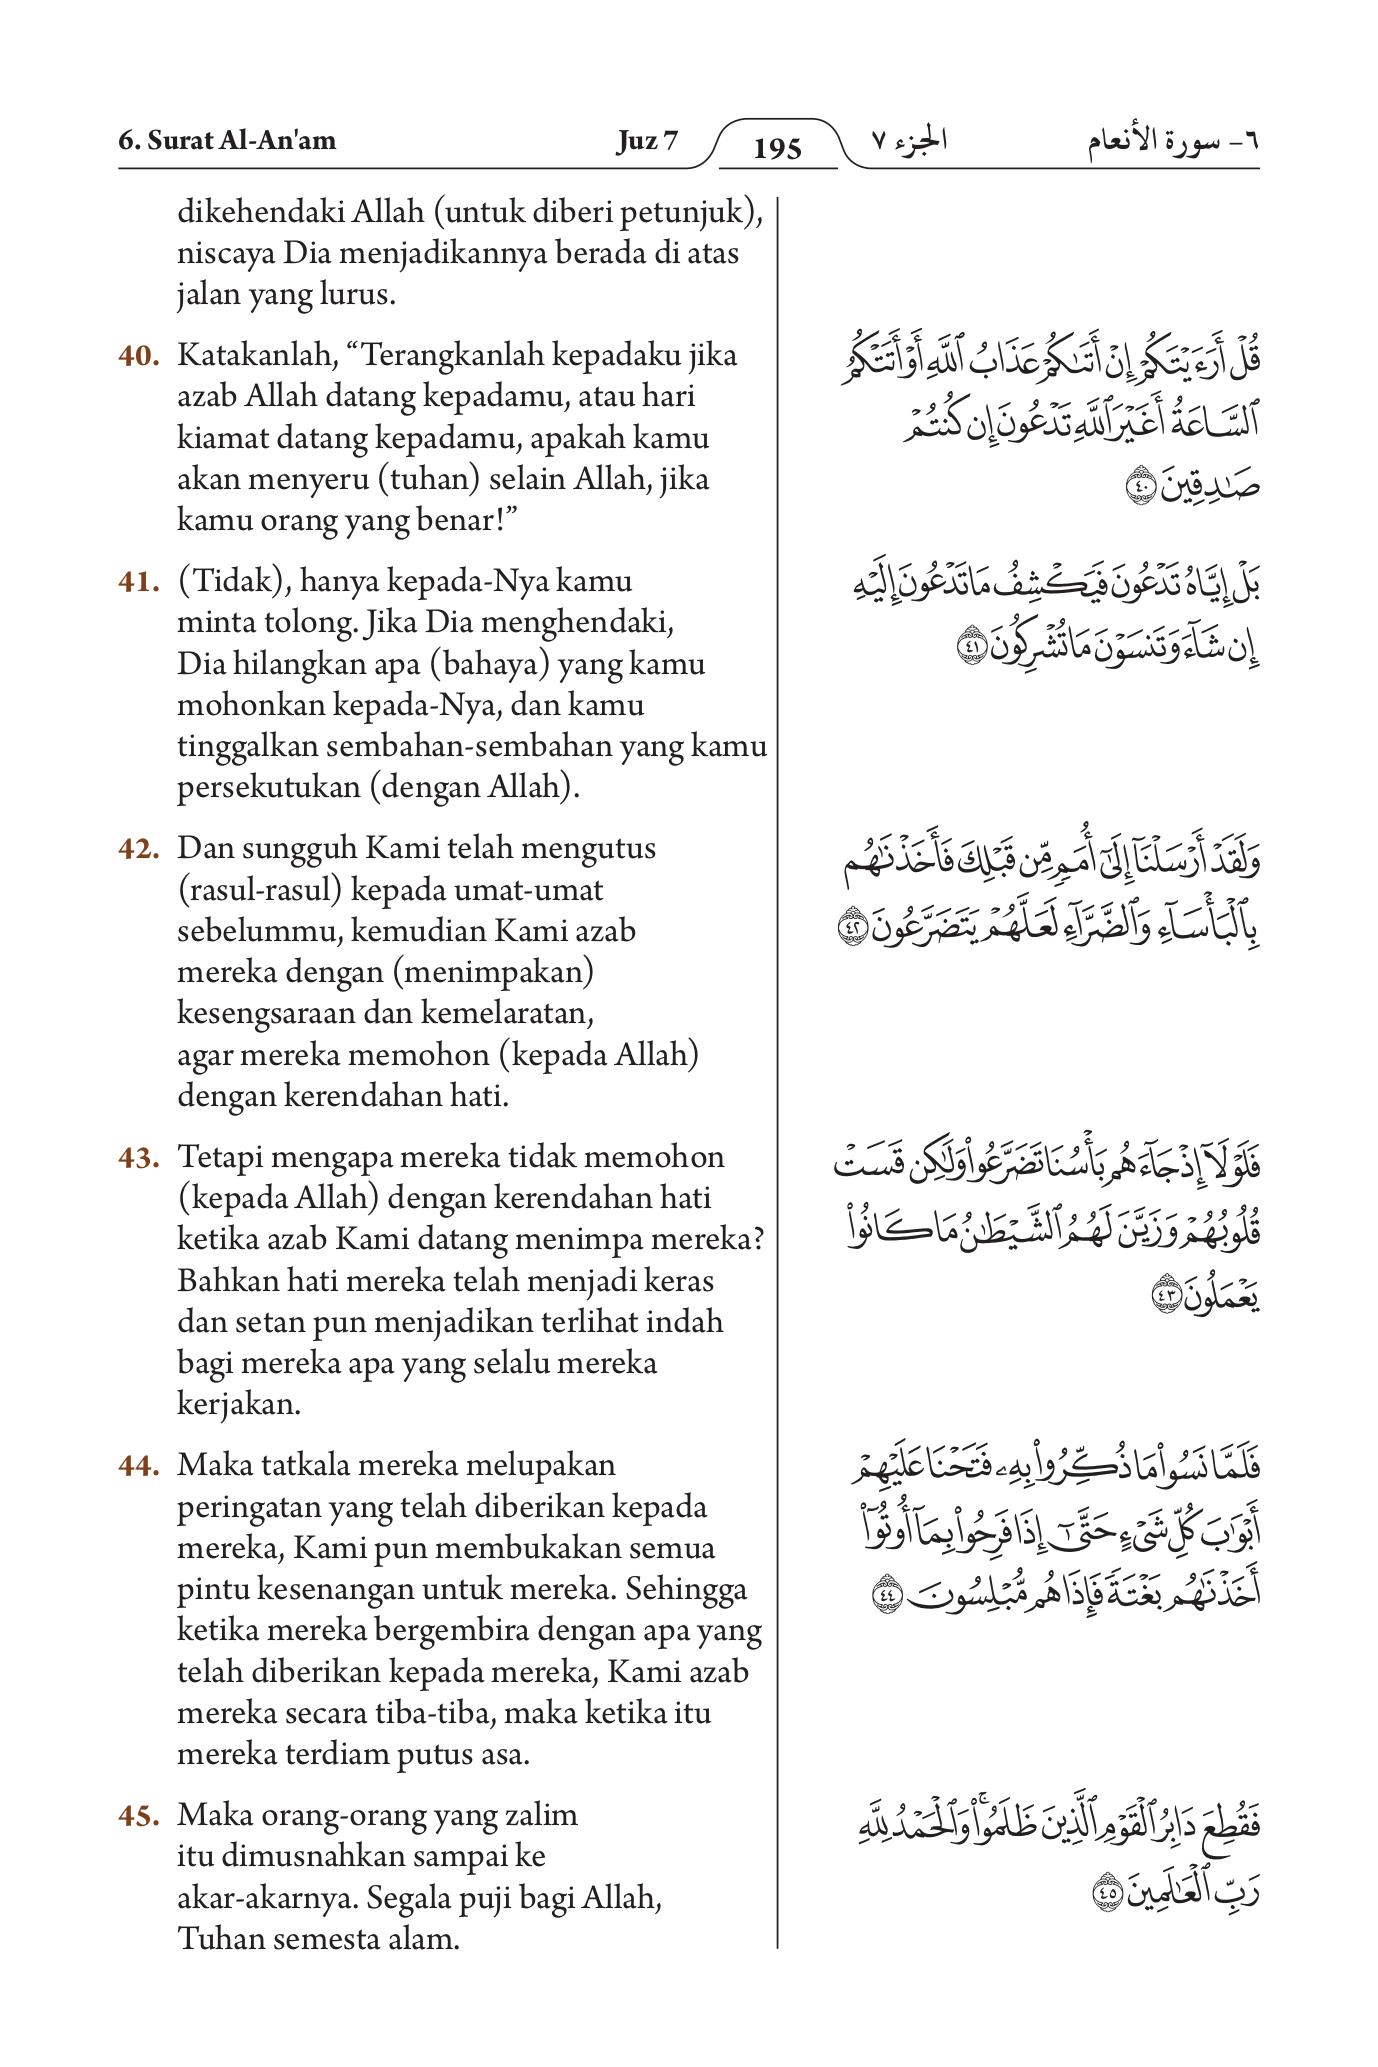 6. Surat Al-An'am
Juz 7
195
الجزء ٧
٦- سورة الأنعام
dikehendaki Allah (untuk diberi petunjuk),
niscaya Dia menjadikannya berada di atas
jalan yang lurus.
40. Katakanlah, “Terangkanlah kepadaku jika
azab Allah datang kepadamu, atau hari
kiamat datang kepadamu, apakah kamu
akan menyeru (tuhan) selain Allah, jika
kamu orang yang benar!”
قُلْ أَرَءَيْتَكُمْ إِنْ أَتَىٰكُمْ عَذَابُ ٱللَّهِ أَوْ أَتَتْكُمُ
ٱلسَّاعَةُ أَغَيْرَ ٱللَّهِ تَدْعُونَ إِن كُنتُمْ
صَٰدِقِينَ ٤٠
41. (Tidak), hanya kepada-Nya kamu
minta tolong. Jika Dia menghendaki,
Dia hilangkan apa (bahaya) yang kamu
mohonkan kepada-Nya, dan kamu
tinggalkan sembahan-sembahan yang kamu
persekutukan (dengan Allah).
بَلْ إِيَّاهُ تَدْعُونَ فَيَكْشِفُ مَا تَدْعُونَ إِلَيْهِ
إِن شَآءَ وَتَنسَوْنَ مَا تُشْرِكُونَ ٤١
42. Dan sungguh Kami telah mengutus
(rasul-rasul) kepada umat-umat
sebelummu, kemudian Kami azab
mereka dengan (menimpakan)
kesengsaraan dan kemelaratan,
agar mereka memohon (kepada Allah)
dengan kerendahan hati.
وَلَقَدْ أَرْسَلْنَآ إِلَىٰٓ أُمَمٍ مِّن قَبْلِكَ فَأَخَذْنَٰهُم
بِٱلْبَأْسَآءِ وَٱلضَّرَّآءِ لَعَلَّهُمْ يَتَضَرَّعُونَ ٤٢
43. Tetapi mengapa mereka tidak memohon
(kepada Allah) dengan kerendahan hati
ketika azab Kami datang menimpa mereka?
Bahkan hati mereka telah menjadi keras
dan setan pun menjadikan terlihat indah
bagi mereka apa yang selalu mereka
kerjakan.
فَلَوْلَآ إِذْ جَآءَهُم بَأْسُنَا تَضَرَّعُوا۟ وَلَٰكِن قَسَتْ
قُلُوبُهُمْ وَزَيَّنَ لَهُمُ ٱلشَّيْطَٰنُ مَا كَانُوا۟
يَعْمَلُونَ ٤٣
44. Maka tatkala mereka melupakan
peringatan yang telah diberikan kepada
mereka, Kami pun membukakan semua
pintu kesenangan untuk mereka. Sehingga
ketika mereka bergembira dengan apa yang
telah diberikan kepada mereka, Kami azab
mereka secara tiba-tiba, maka ketika itu
mereka terdiam putus asa.
فَلَمَّا نَسُوا۟ مَا ذُكِّرُوا۟ بِهِۦ فَتَحْنَا عَلَيْهِمْ
أَبْوَٰبَ كُلِّ شَىْءٍ حَتَّىٰٓ إِذَا فَرِحُوا۟ بِمَآ أُوتُوٓا۟
أَخَذْنَٰهُم بَغْتَةً فَإِذَا هُم مُّبْلِسُونَ ٤٤
45. Maka orang-orang yang zalim
itu dimusnahkan sampai ke
akar-akarnya. Segala puji bagi Allah,
Tuhan semesta alam.
فَقُطِعَ دَابِرُ ٱلْقَوْمِ ٱلَّذِينَ ظَلَمُوا۟ ۚ وَٱلْحَمْدُ لِلَّهِ
رَبِّ ٱلْعَٰلَمِينَ ٤٥